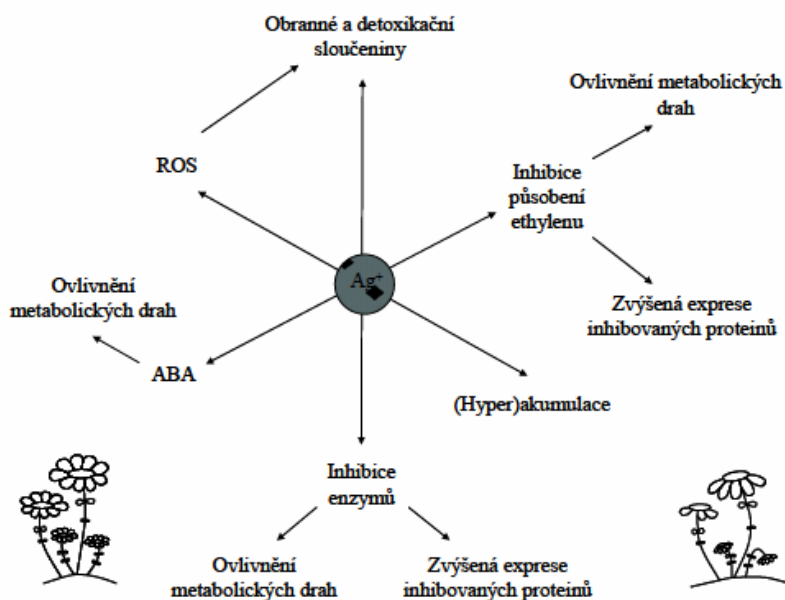 Obranné a detoxikační
sloučeniny
Ovlivnění metabolických
drah
ROS
Inhibice
působení
ethylenu
Ag⁺
Ovlivnění
metabolických drah
Zvýšená exprese
inhibovaných proteinů
ABA
(Hyper)akumulace
Inhibice
enzymů
Ovlivnění
metabolických drah
Zvýšená exprese
inhibovaných proteinů